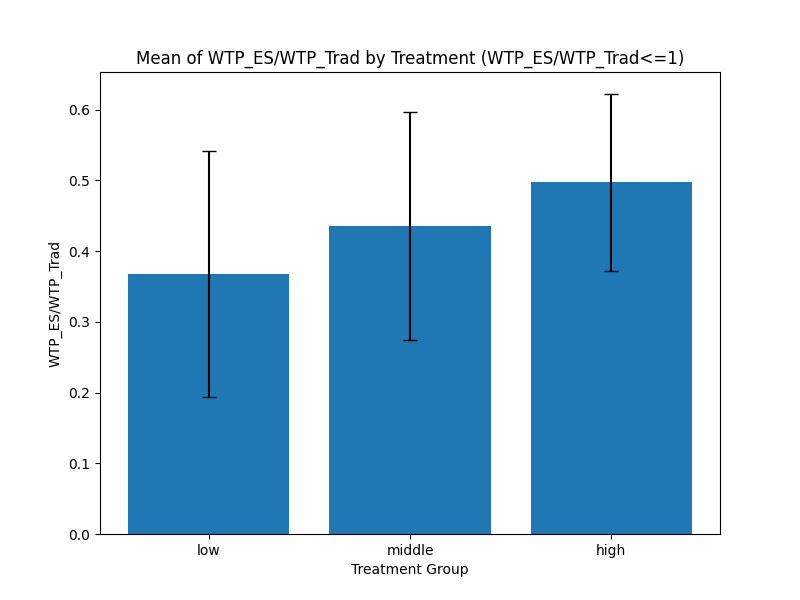 Mean of WTP_ES/WTP_Trad by Treatment (WTP_ES/WTP_Trad<=1)
WTP_ES/WTP_Trad
0.6
0.5
0.4
0.3
0.2
0.1
0.0
low middle high
Treatment Group